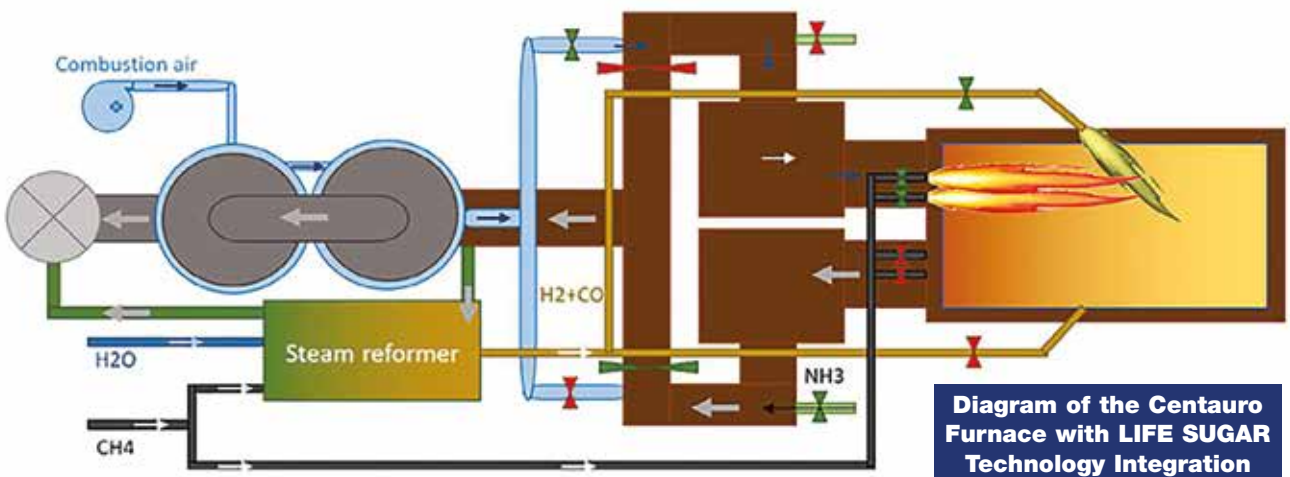 Combustion air
H2+CO
Steam reformer
H2O
NH3
CH4
Diagram of the Centauro
Furnace with LIFE SUGAR
Technology Integration